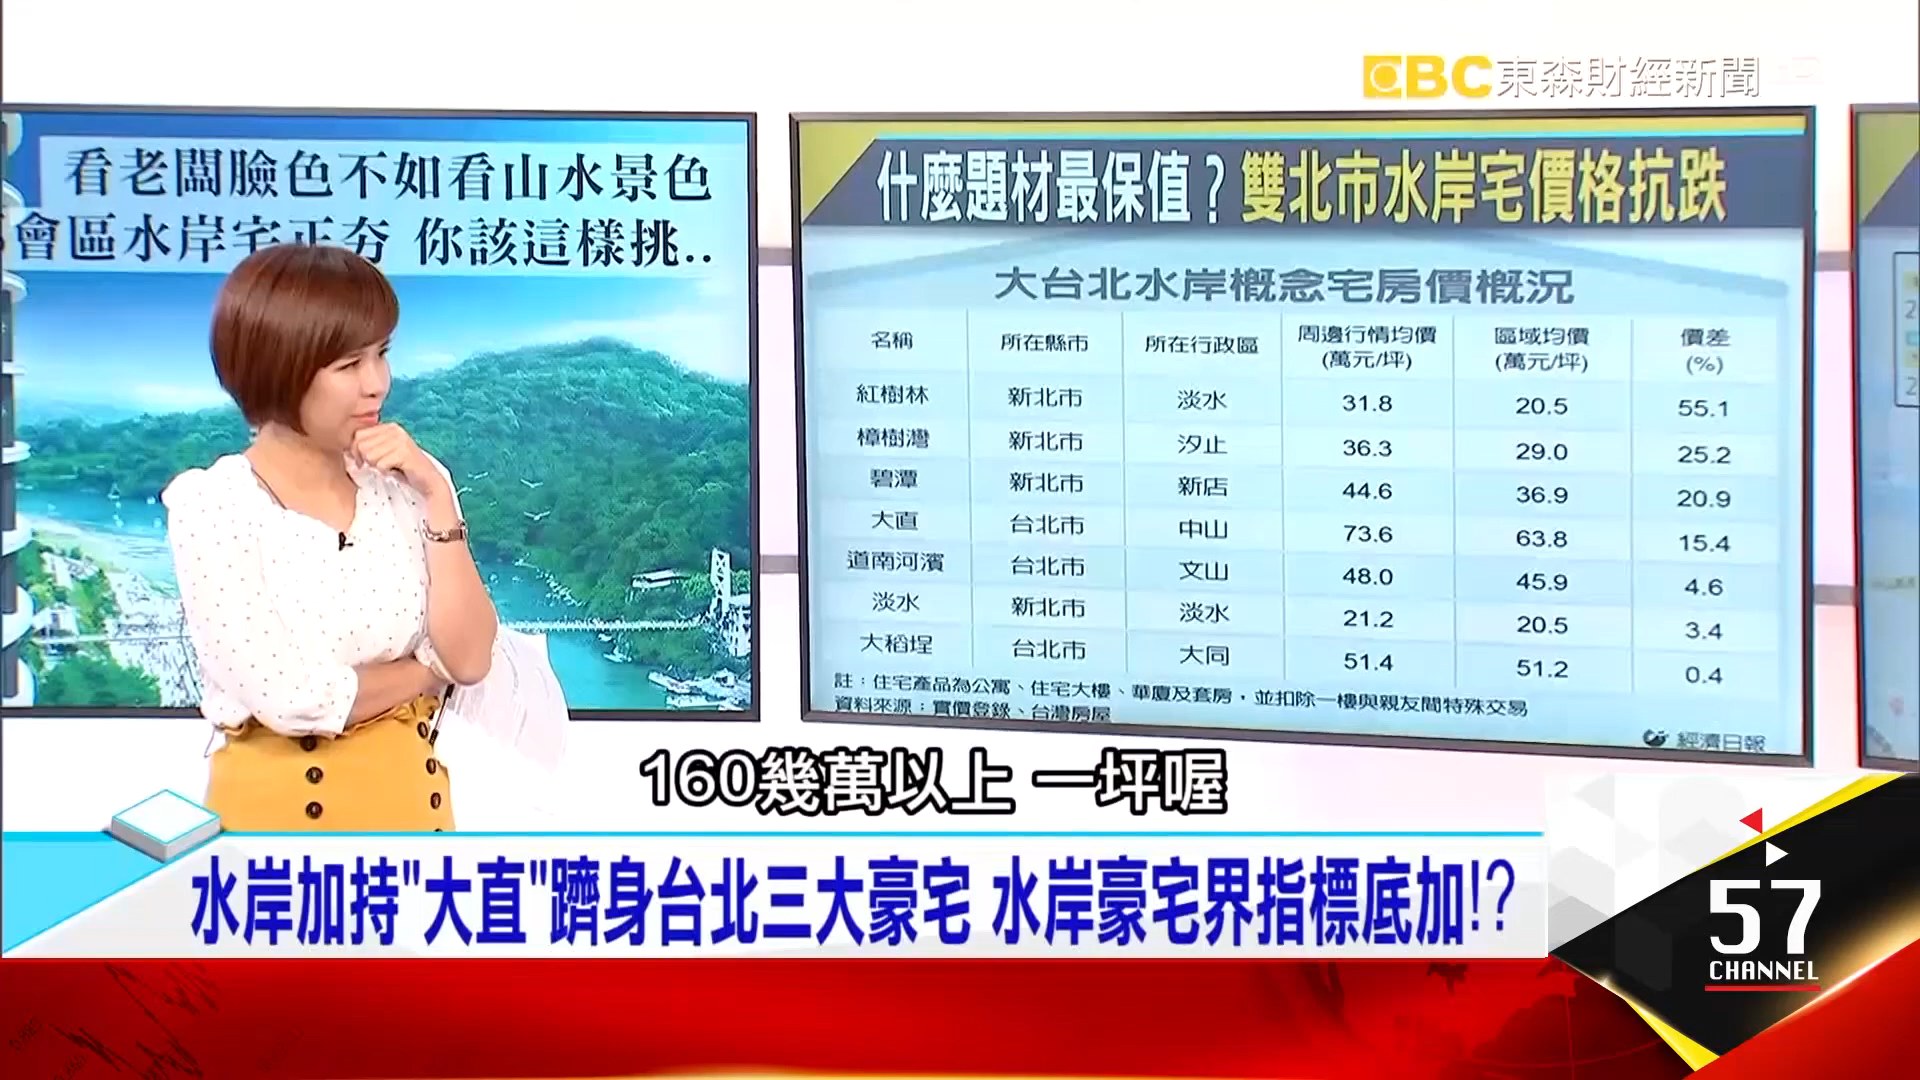 EBC東森財經新聞
看老闆臉色不如看山水景色
會區水岸宅正夯 你該這樣挑..
什麼題材最保值？雙北市水岸宅價格抗跌
大台北水岸概念宅房價概況
名稱 所在縣市 所在行政區 周邊行情均價(萬元/坪) 區域均價(萬元/坪) 價差(%)
紅樹林 新北市 淡水 31.8 20.5 55.1
樟樹灣 新北市 汐止 36.3 29.0 25.2
碧潭 新北市 新店 44.6 36.9 20.9
大直 台北市 中山 73.6 63.8 15.4
道南河濱 台北市 文山 48.0 45.9 4.6
淡水 新北市 淡水 21.2 20.5 3.4
大稻埕 台北市 大同 51.4 51.2 0.4
註：住宅產品為公寓、住宅大樓、華廈及套房，並扣除一樓與親友間特殊交易
資料來源：實價登錄、台灣房屋
經濟日報
160幾萬以上 一坪喔
水岸加持"大直"躋身台北三大豪宅 水岸豪宅界指標底加!?
57
CHANNEL